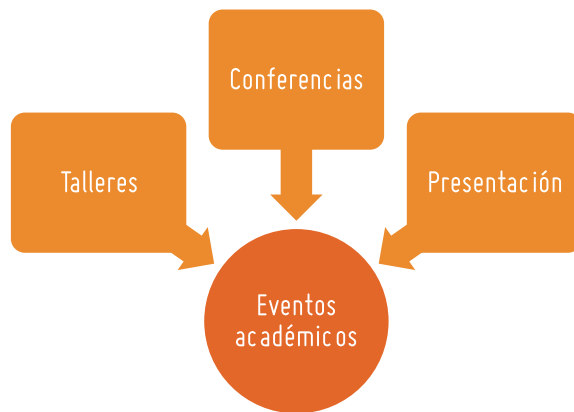 Conferencias
Talleres
Presentación
Eventos
académicos